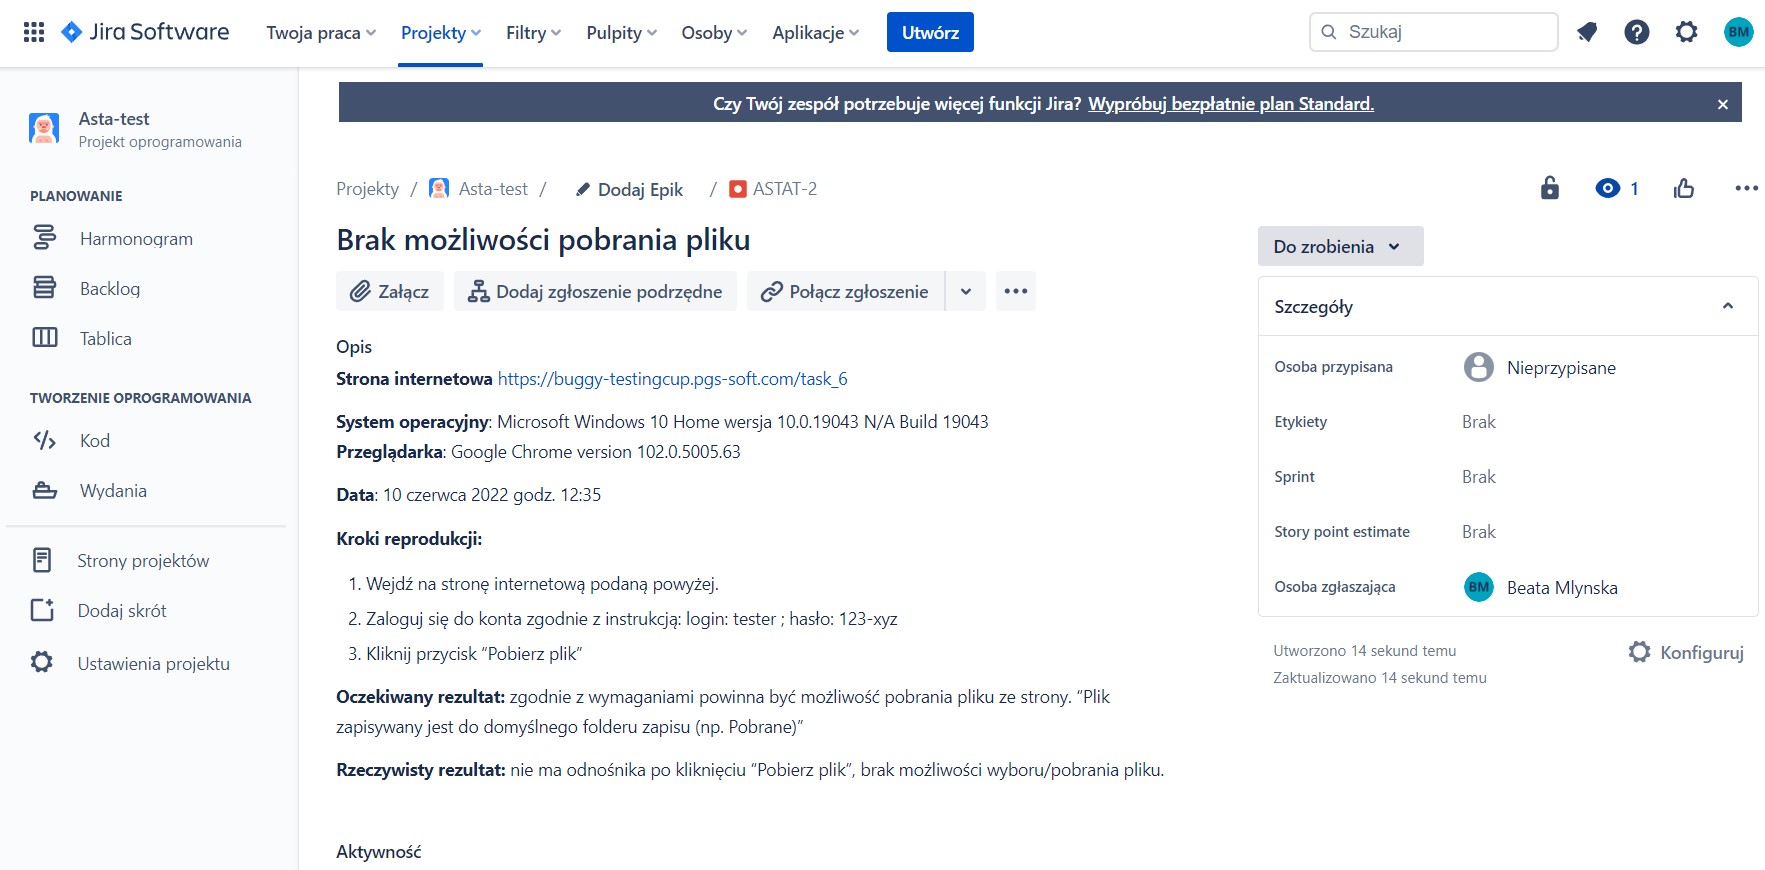 Jira Software Twoja praca Projekty Filtry Pulpity Osoby Aplikacje Utwórz Szukaj BM
Czy Twój zespół potrzebuje więcej funkcji Jira? Wypróbuj bezpłatnie plan Standard.
Asta-test
Projekt oprogramowania
PLANOWANIE
Harmonogram
Backlog
Tablica
TWORZENIE OPROGRAMOWANIA
Kod
Wydania
Strony projektów
Dodaj skrót
Ustawienia projektu
Projekty / Asta-test / Dodaj Epik / ASTAT-2
1
Brak możliwości pobrania pliku
Załącz Dodaj zgłoszenie podrzędne Połącz zgłoszenie
Opis
Strona internetowa https://buggy-testingcup.pgs-soft.com/task_6
System operacyjny: Microsoft Windows 10 Home wersja 10.0.19043 N/A Build 19043
Przeglądarka: Google Chrome version 102.0.5005.63
Data: 10 czerwca 2022 godz. 12:35
Kroki reprodukcji:
1. Wejdź na stronę internetową podaną powyżej.
2. Zaloguj się do konta zgodnie z instrukcją: login: tester ; hasło: 123-xyz
3. Kliknij przycisk “Pobierz plik”
Oczekiwany rezultat: zgodnie z wymaganiami powinna być możliwość pobrania pliku ze strony. “Plik
zapisywany jest do domyślnego folderu zapisu (np. Pobrane)”
Rzeczywisty rezultat: nie ma odnośnika po kliknięciu “Pobierz plik”, brak możliwości wyboru/pobrania pliku.
Aktywność
Do zrobienia
Szczegóły
Osoba przypisana Nieprzypisane
Etykiety Brak
Sprint Brak
Story point estimate Brak
Osoba zgłaszająca BM Beata Mlynska
Utworzono 14 sekund temu
Zaktualizowano 14 sekund temu
Konfiguruj